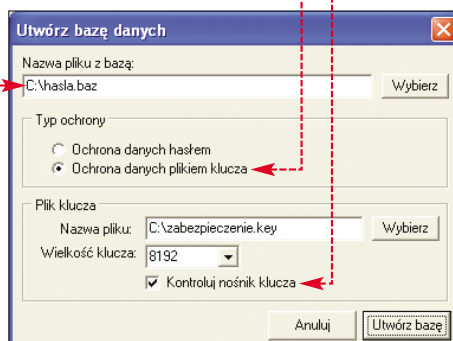 Utwórz bazę danych
Nazwa pliku z bazą:
C:\hasla.baz
Wybierz
Typ ochrony
Ochrona danych hasłem
Ochrona danych plikiem klucza
Plik klucza
Nazwa pliku: C:\zabezpieczenie.key Wybierz
Wielkość klucza: 8192
Kontroluj nośnik klucza
Anuluj Utwórz bazę